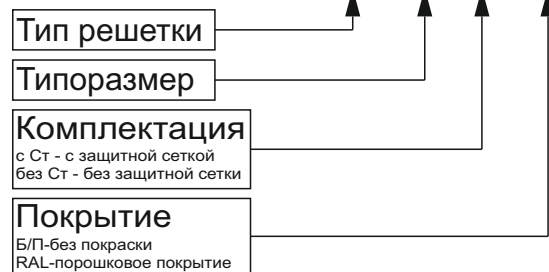 Тип решетки
Типоразмер
Комплектация
с Ст - с защитной сеткой
без Ст - без защитной сетки
Покрытие
Б/П-без покраски
RAL-порошковое покрытие